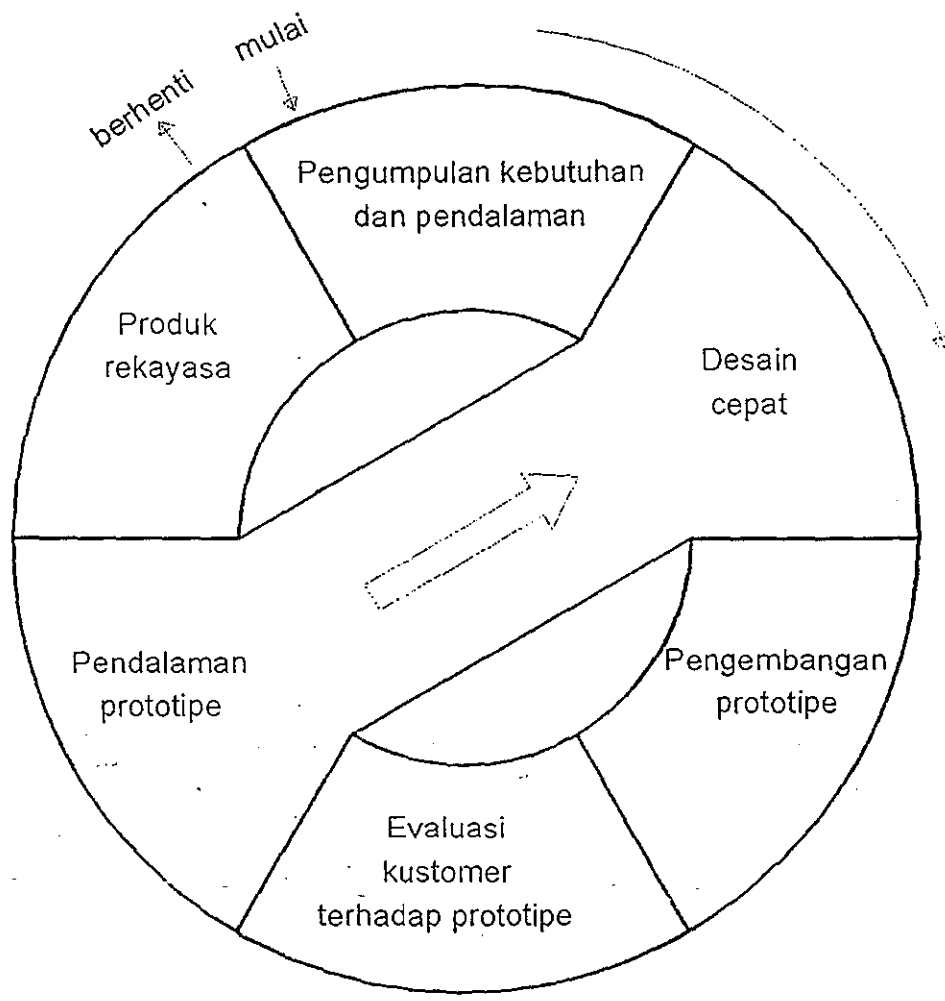 mulai
berhenti
Pengumpulan kebutuhan
dan pendalaman
Produk
rekayasa
Desain
cepat
Pendalaman
prototipe
Pengembangan
prototipe
Evaluasi
kustomer
terhadap prototipe